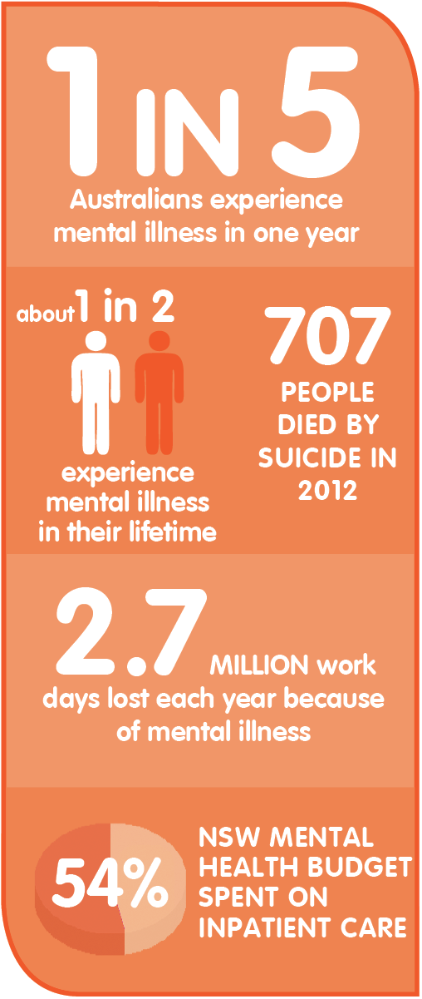 1 IN 5
Australians experience
mental illness in one year
about 1 in 2
experience
mental illness
in their lifetime
707
PEOPLE
DIED BY
SUICIDE IN
2012
2.7 MILLION work
days lost each year because
of mental illness
54%
NSW MENTAL
HEALTH BUDGET
SPENT ON
INPATIENT CARE